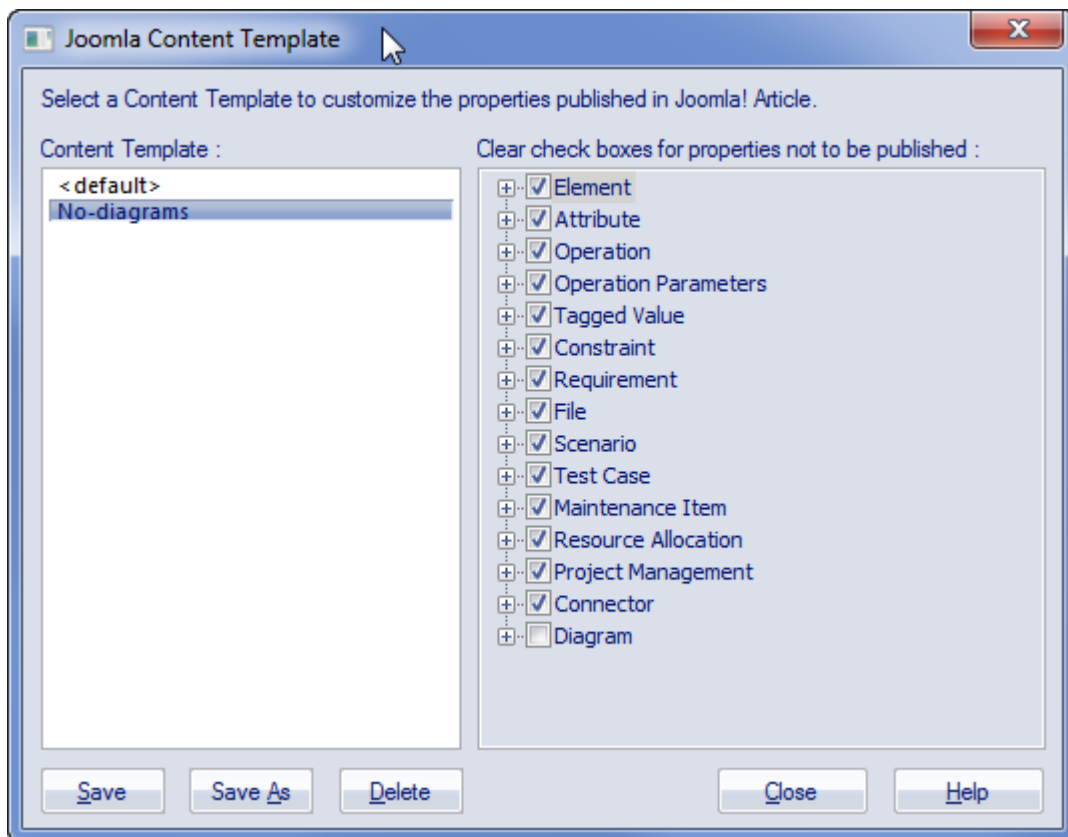 Joomla Content Template
Select a Content Template to customize the properties published in Joomla! Article.
Content Template :
<default>
No-diagrams
Clear check boxes for properties not to be published :
Element
Attribute
Operation
Operation Parameters
Tagged Value
Constraint
Requirement
File
Scenario
Test Case
Maintenance Item
Resource Allocation
Project Management
Connector
Diagram
Save
Save As
Delete
Close
Help